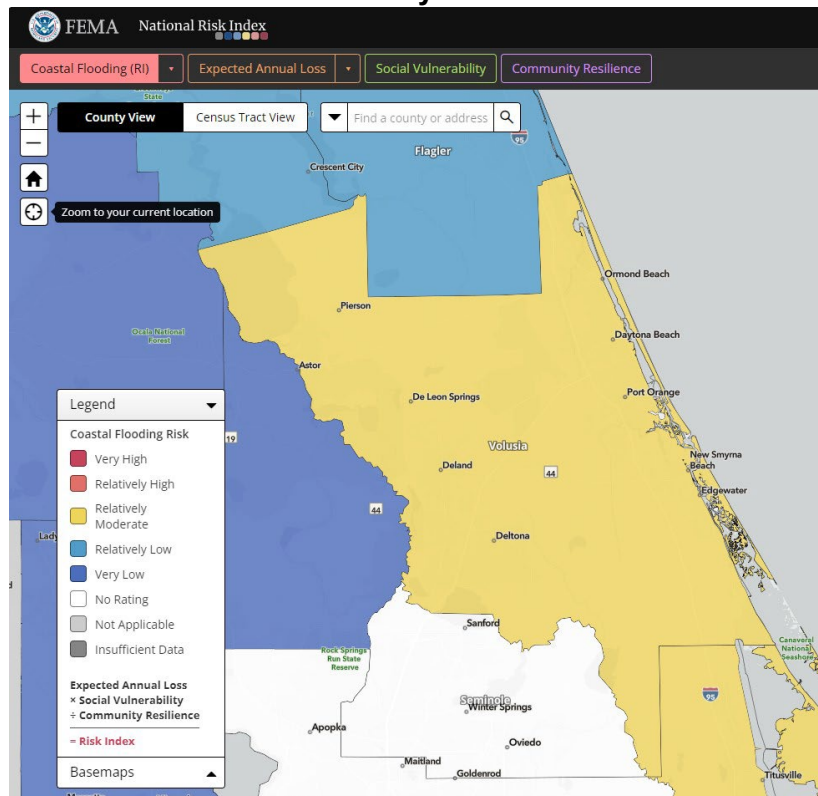 FEMA National Risk Index
Coastal Flooding (RI) Expected Annual Loss Social Vulnerability Community Resilience
State
County View Census Tract View Find a county or address
95
Flagler
Crescent City
Zoom to your current location
Ormond Beach
Pierson
Ocala National
Forest
Daytona Beach
Astor
De Leon Springs
Port Orange
Legend
Coastal Flooding Risk
Very High
Relatively High
Relatively
Moderate
Relatively Low
Very Low
No Rating
Not Applicable
Insufficient Data
Expected Annual Loss
× Social Vulnerability
÷ Community Resilience
= Risk Index
Basemaps
19
Volusia
New Smyrna
Beach
Deland
44
Edgewater
44
Lady
Deltona
Sanford
Rock Springs
Run State
Reserve
Canaveral
National
Seashore
Seminole
Winter Springs
95
Apopka
Oviedo
Maitland
Goldenrod
Titusville